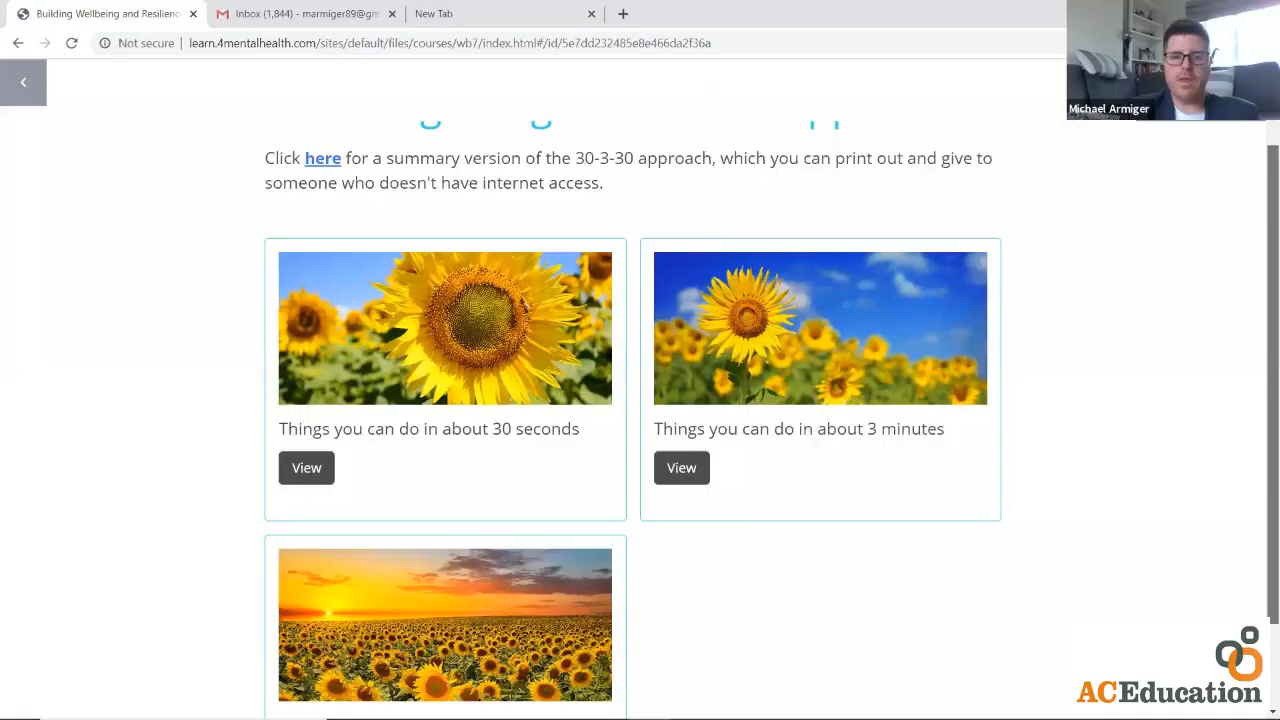 Building Wellbeing and Resilienc
Inbox (1,844) - marmiger89@gm
New Tab
Not secure
learn.4mentalhealth.com/sites/default/files/courses/wb7/index.html#/id/5e7dd232485e8e466da2f36a
Michael Armiger
Click here for a summary version of the 30-3-30 approach, which you can print out and give to
someone who doesn't have internet access.
Things you can do in about 30 seconds
View
Things you can do in about 3 minutes
View
ACEducation